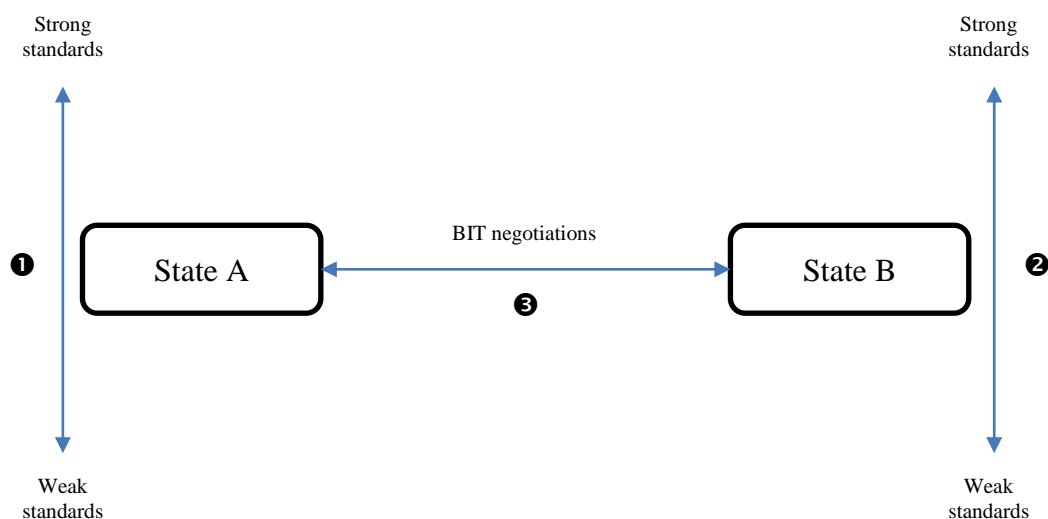 Strong
standards
Strong
standards
BIT negotiations
❶
State A
State B
❷
❸
Weak
standards
Weak
standards